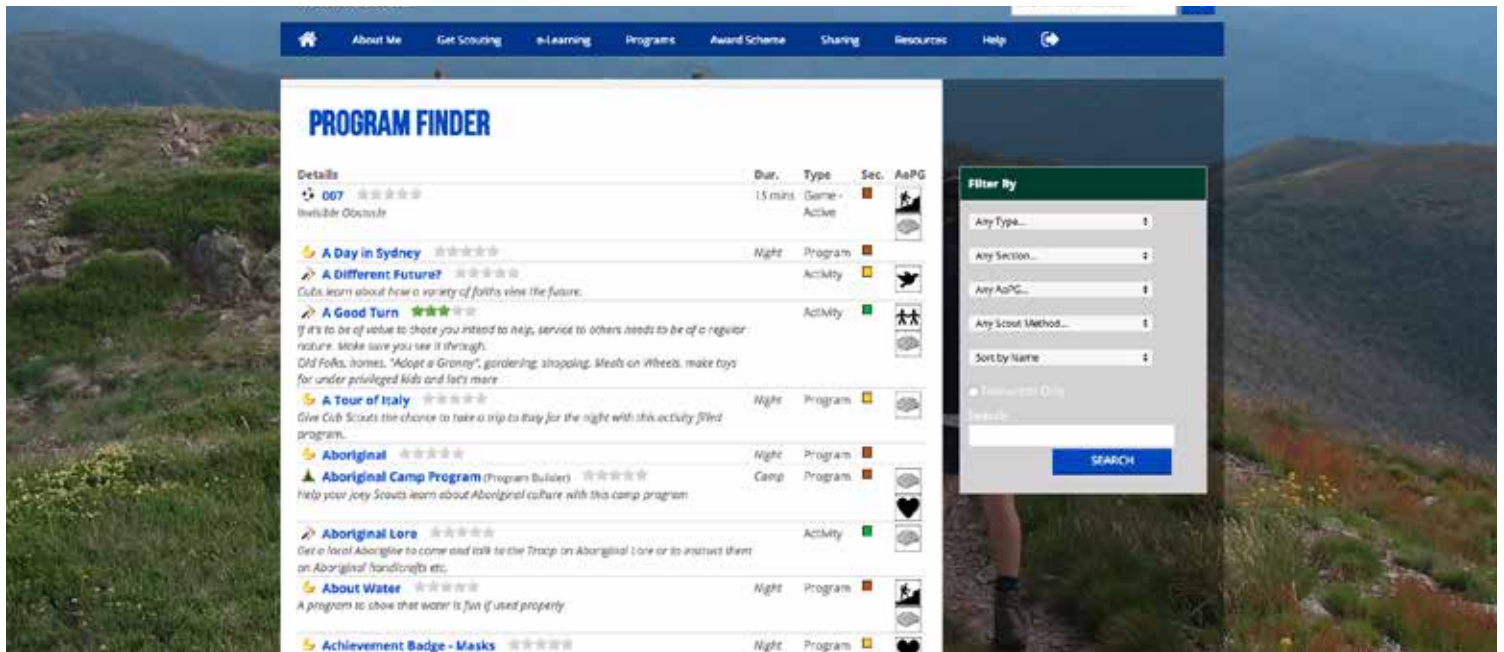 About Me Get Scouting e-Learning Programs Award Scheme Sharing Resources Help
PROGRAM FINDER
Details Dur. Type Sec. AoPG
007 15 mins Game -
Invisible Obstacle Active
A Day in Sydney Night Program
A Different Future? Activity
Cubs learn about how a variety of faiths view the future.
A Good Turn Activity
If it's to be of value to those you intend to help, service to others needs to be of a regular
nature. Make sure you see it through.
Old Folks, homes, "Adopt a Granny", gardening, shopping, Meals on Wheels, make toys
for under privileged kids and lot's more
A Tour of Italy Night Program
Give Cub Scouts the chance to take a trip to Italy for the night with this activity filled
program.
Aboriginal Night Program
Aboriginal Camp Program (Program Builder) Camp Program
Help your Joey Scouts learn about Aboriginal culture with this camp program
Aboriginal Lore Activity
Get a local Aborigine to come and talk to the Troop on Aboriginal Lore or to instruct them
on Aboriginal handicrafts etc.
About Water Night Program
A program to show that water is fun if used properly
Achievement Badge - Masks Night Program
Filter By
Any Type...
Any Section...
Any AoPG...
Any Scout Method...
Sort by Name
Favourites Only
Search
SEARCH